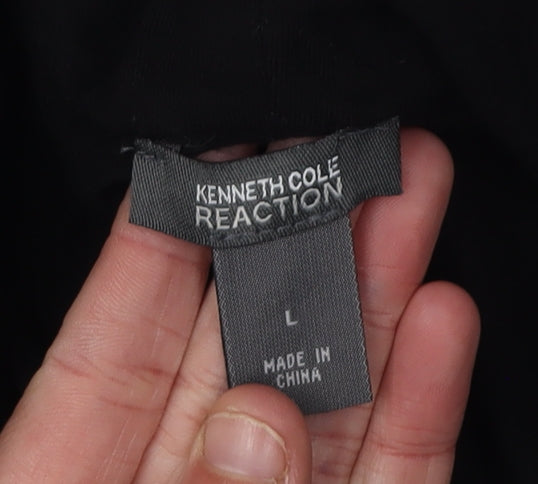 KENNETH COLE
REACTION
L
MADE IN
CHINA